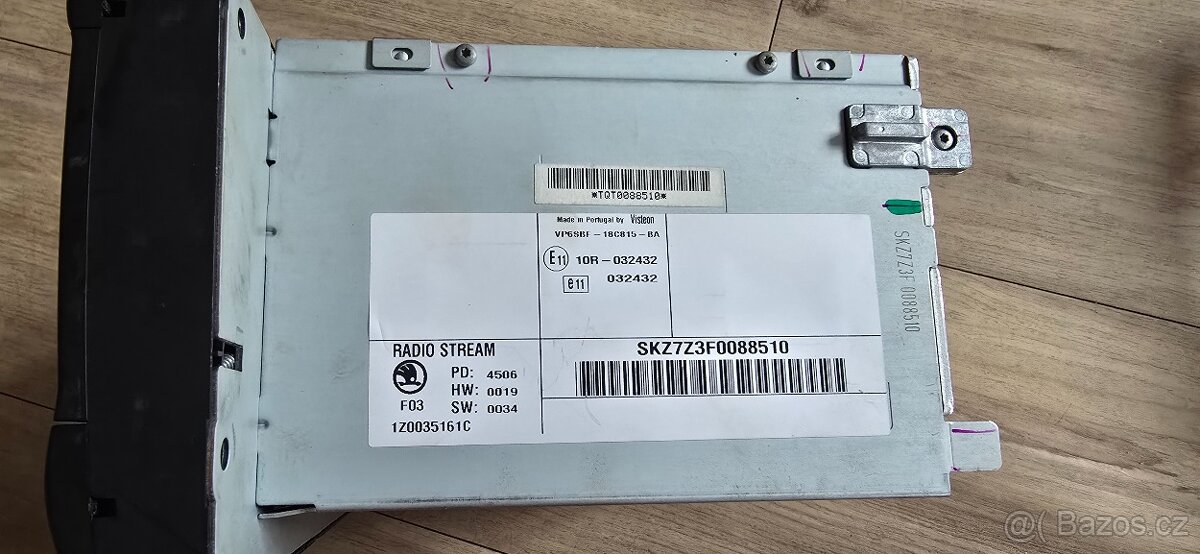 *TQT0088510*
Made in Portugal by Visteon
VP6SBF-18C815-BA
E11 10R-032432
e11 032432
SKZ7Z3F0088510
RADIO STREAM
PD: 4506
HW: 0019
F03 SW: 0034
1Z0035161C
SKZ7Z3F0088510
@( Bazos.cz